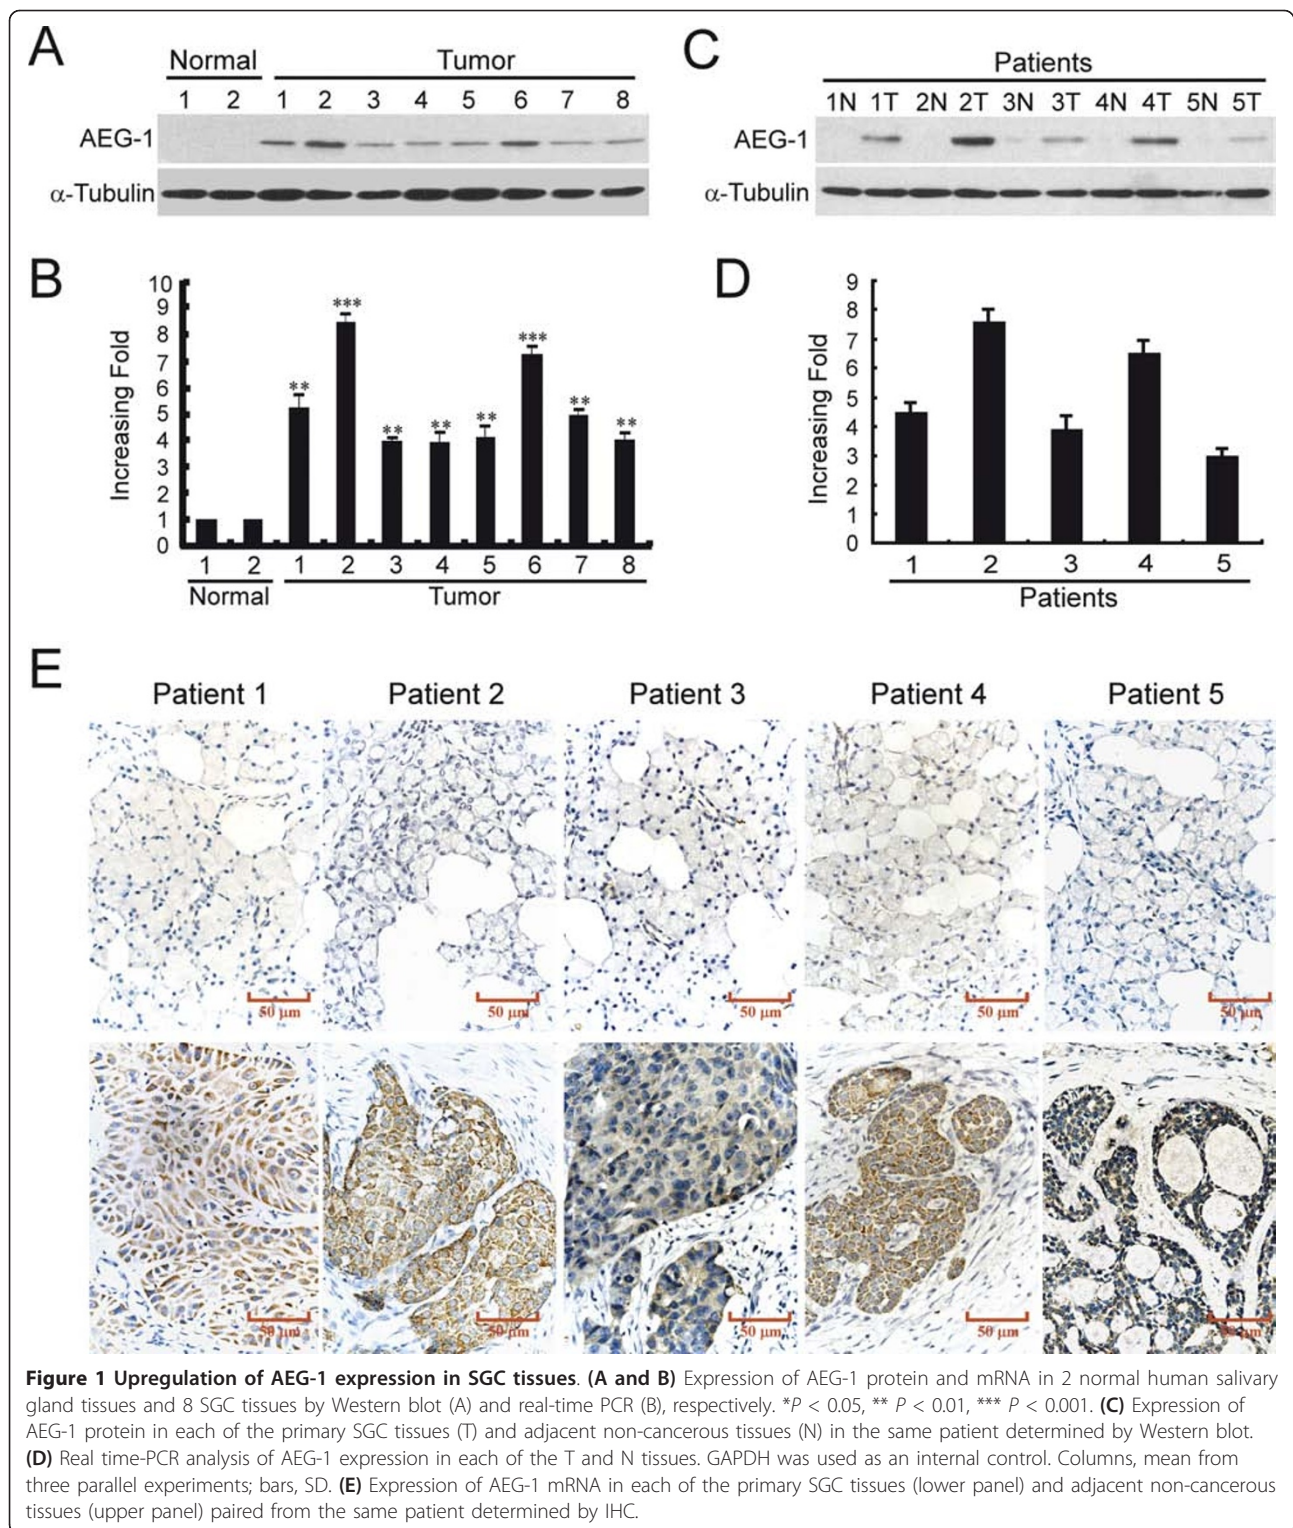 A
Normal
Tumor
1 2 1 2 3 4 5 6 7 8
AEG-1
α-Tubulin
C
Patients
1N 1T 2N 2T 3N 3T 4N 4T 5N 5T
AEG-1
α-Tubulin
B
Increasing Fold
10
9
8
7
6
5
4
3
2
1
0
** *** ** ** ** *** ** **
1 2 1 2 3 4 5 6 7 8
Normal
Tumor
D
Increasing Fold
9
8
7
6
5
4
3
2
1
0
1 2 3 4 5
Patients
E
Patient 1 Patient 2 Patient 3 Patient 4 Patient 5
50 µm 50 µm 50 µm 50 µm 50 µm
50 µm 50 µm 50 µm 50 µm 50 µm
Figure 1 Upregulation of AEG-1 expression in SGC tissues. (A and B) Expression of AEG-1 protein and mRNA in 2 normal human salivary
gland tissues and 8 SGC tissues by Western blot (A) and real-time PCR (B), respectively. *P < 0.05, ** P < 0.01, *** P < 0.001. (C) Expression of
AEG-1 protein in each of the primary SGC tissues (T) and adjacent non-cancerous tissues (N) in the same patient determined by Western blot.
(D) Real time-PCR analysis of AEG-1 expression in each of the T and N tissues. GAPDH was used as an internal control. Columns, mean from
three parallel experiments; bars, SD. (E) Expression of AEG-1 mRNA in each of the primary SGC tissues (lower panel) and adjacent non-cancerous
tissues (upper panel) paired from the same patient determined by IHC.